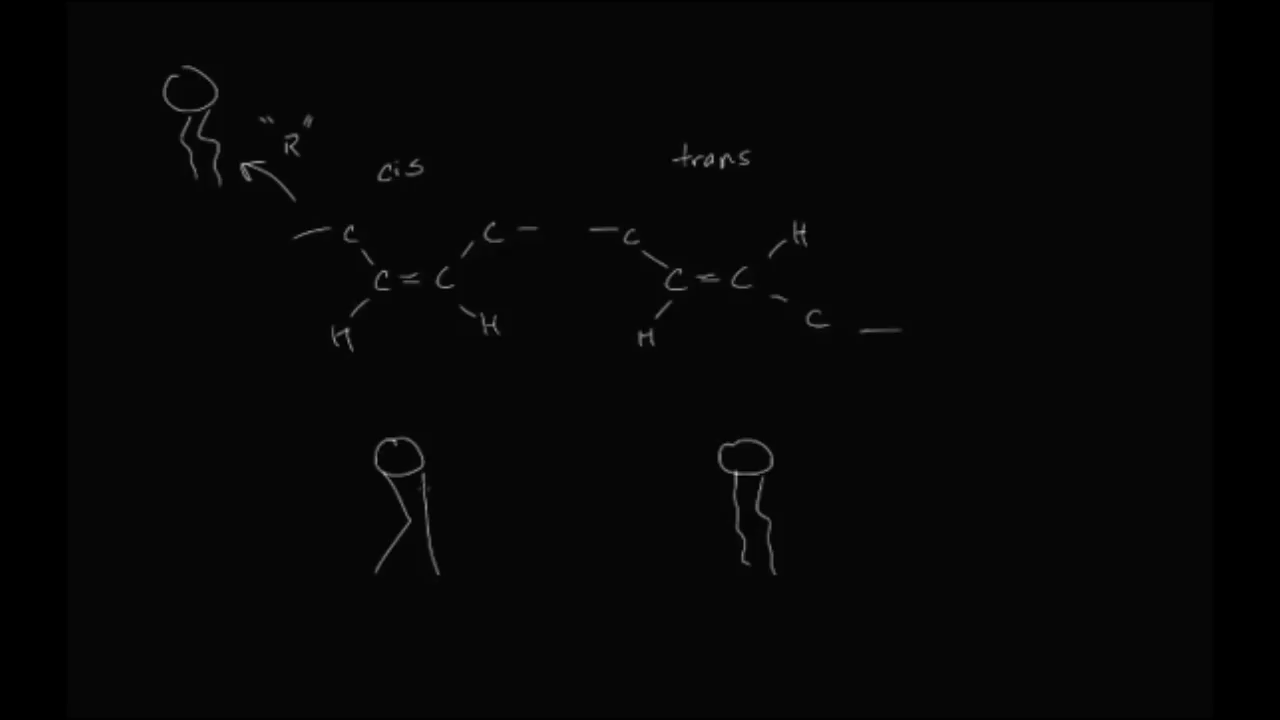 "R"
cis
trans
C C C H
C = C C = C
H H H C